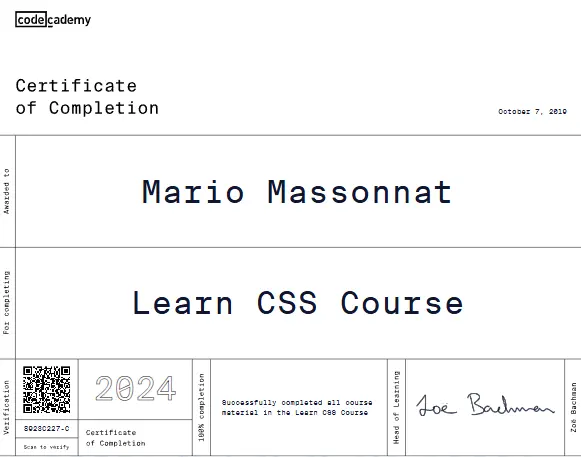 codecademy
Certificate
of Completion
October 7, 2019
Awarded to
Mario Massonnat
For completing
Learn CSS Course
Verification
Scan to verify
2024
Certificate
of Completion
100% completion
Successfully completed all course
material in the Learn CSS Course
Head of Learning
Zoe Bachman
Zoë Bachman